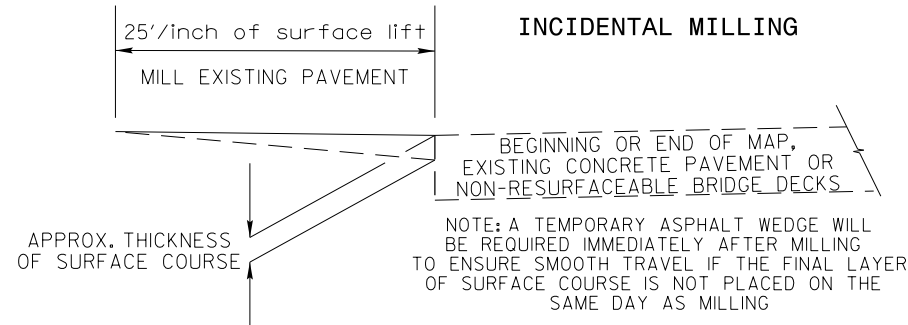 25'/inch of surface lift
INCIDENTAL MILLING
MILL EXISTING PAVEMENT
BEGINNING OR END OF MAP,
EXISTING CONCRETE PAVEMENT OR
NON-RESURFACEABLE BRIDGE DECKS
APPROX. THICKNESS
OF SURFACE COURSE
NOTE: A TEMPORARY ASPHALT WEDGE WILL
BE REQUIRED IMMEDIATELY AFTER MILLING
TO ENSURE SMOOTH TRAVEL IF THE FINAL LAYER
OF SURFACE COURSE IS NOT PLACED ON THE
SAME DAY AS MILLING